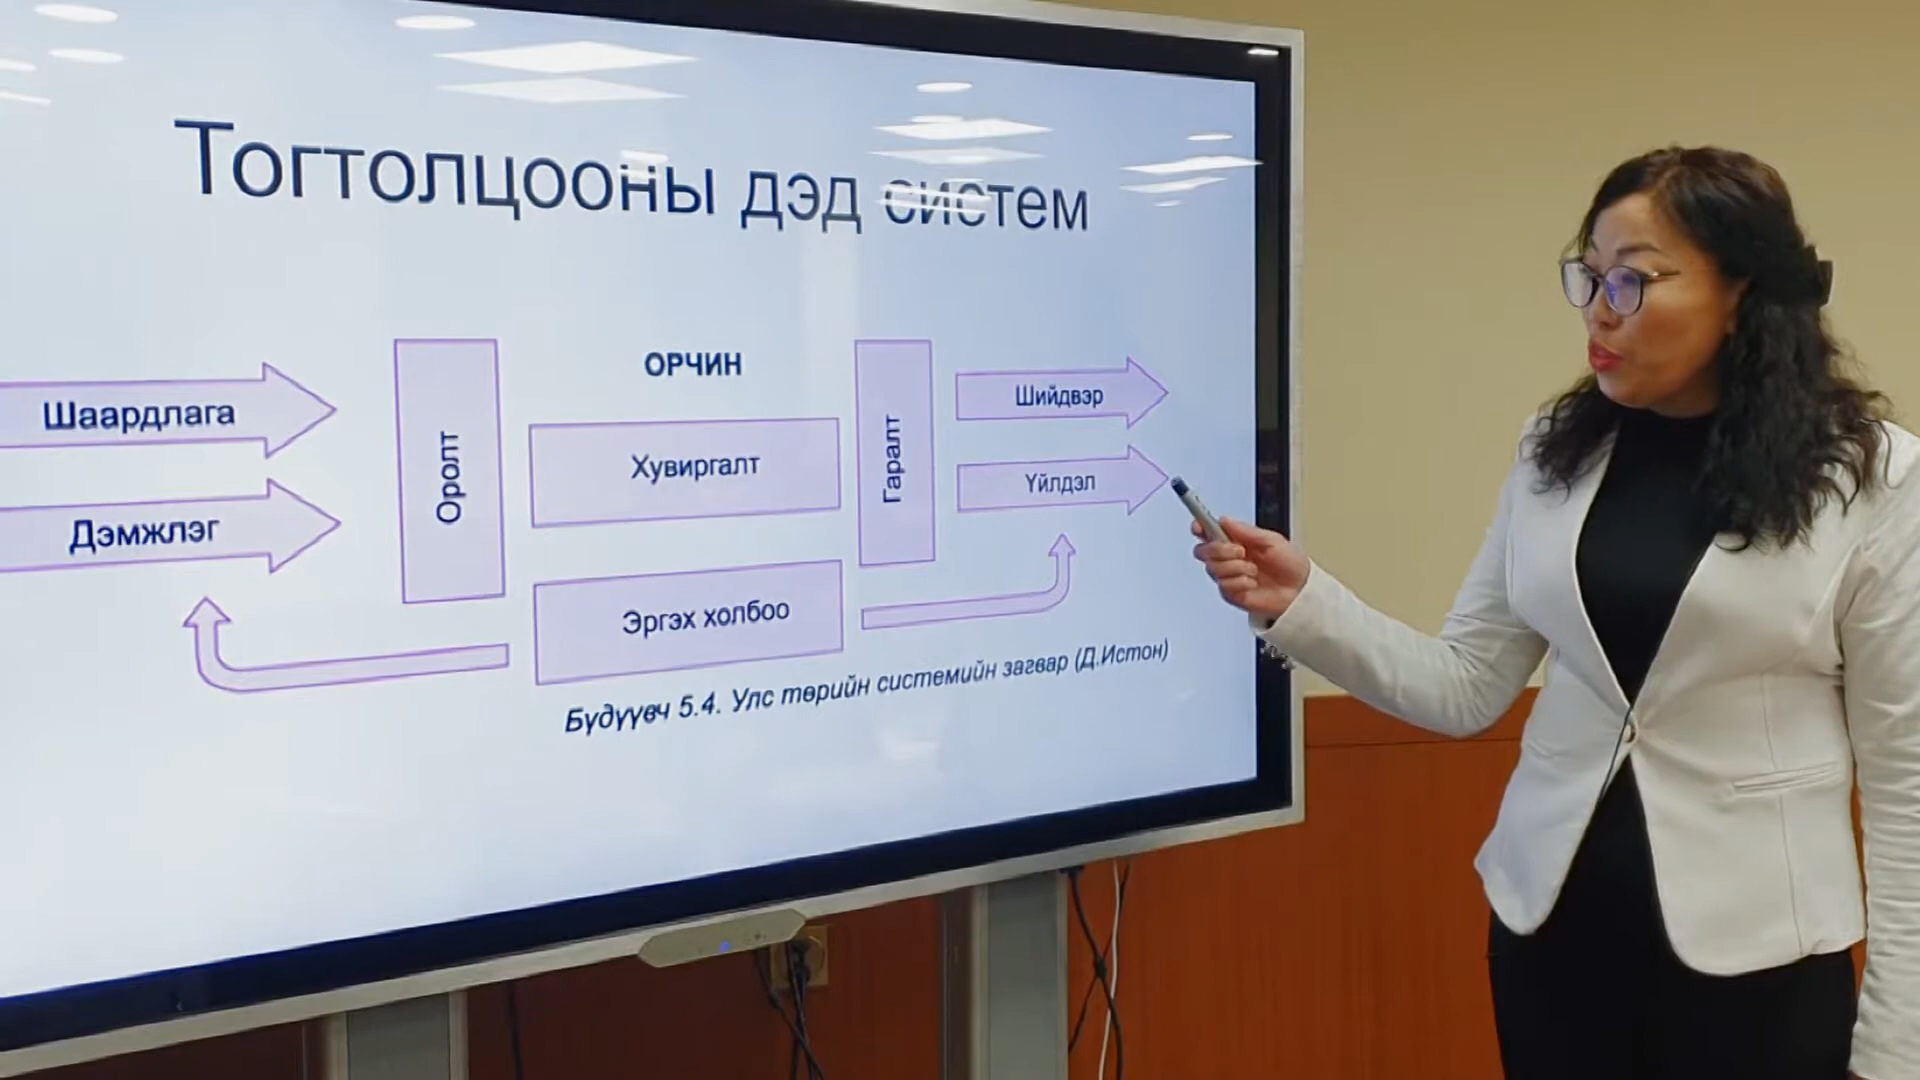 Тогтолцооны дэд систем
Шаардлага
Дэмжлэг
Оролт
ОРЧИН
Хувиргалт
Эргэх холбоо
Гаралт
Шийдвэр
Үйлдэл
Бүдүүвч 5.4. Улс төрийн системийн загвар (Д.Истон)